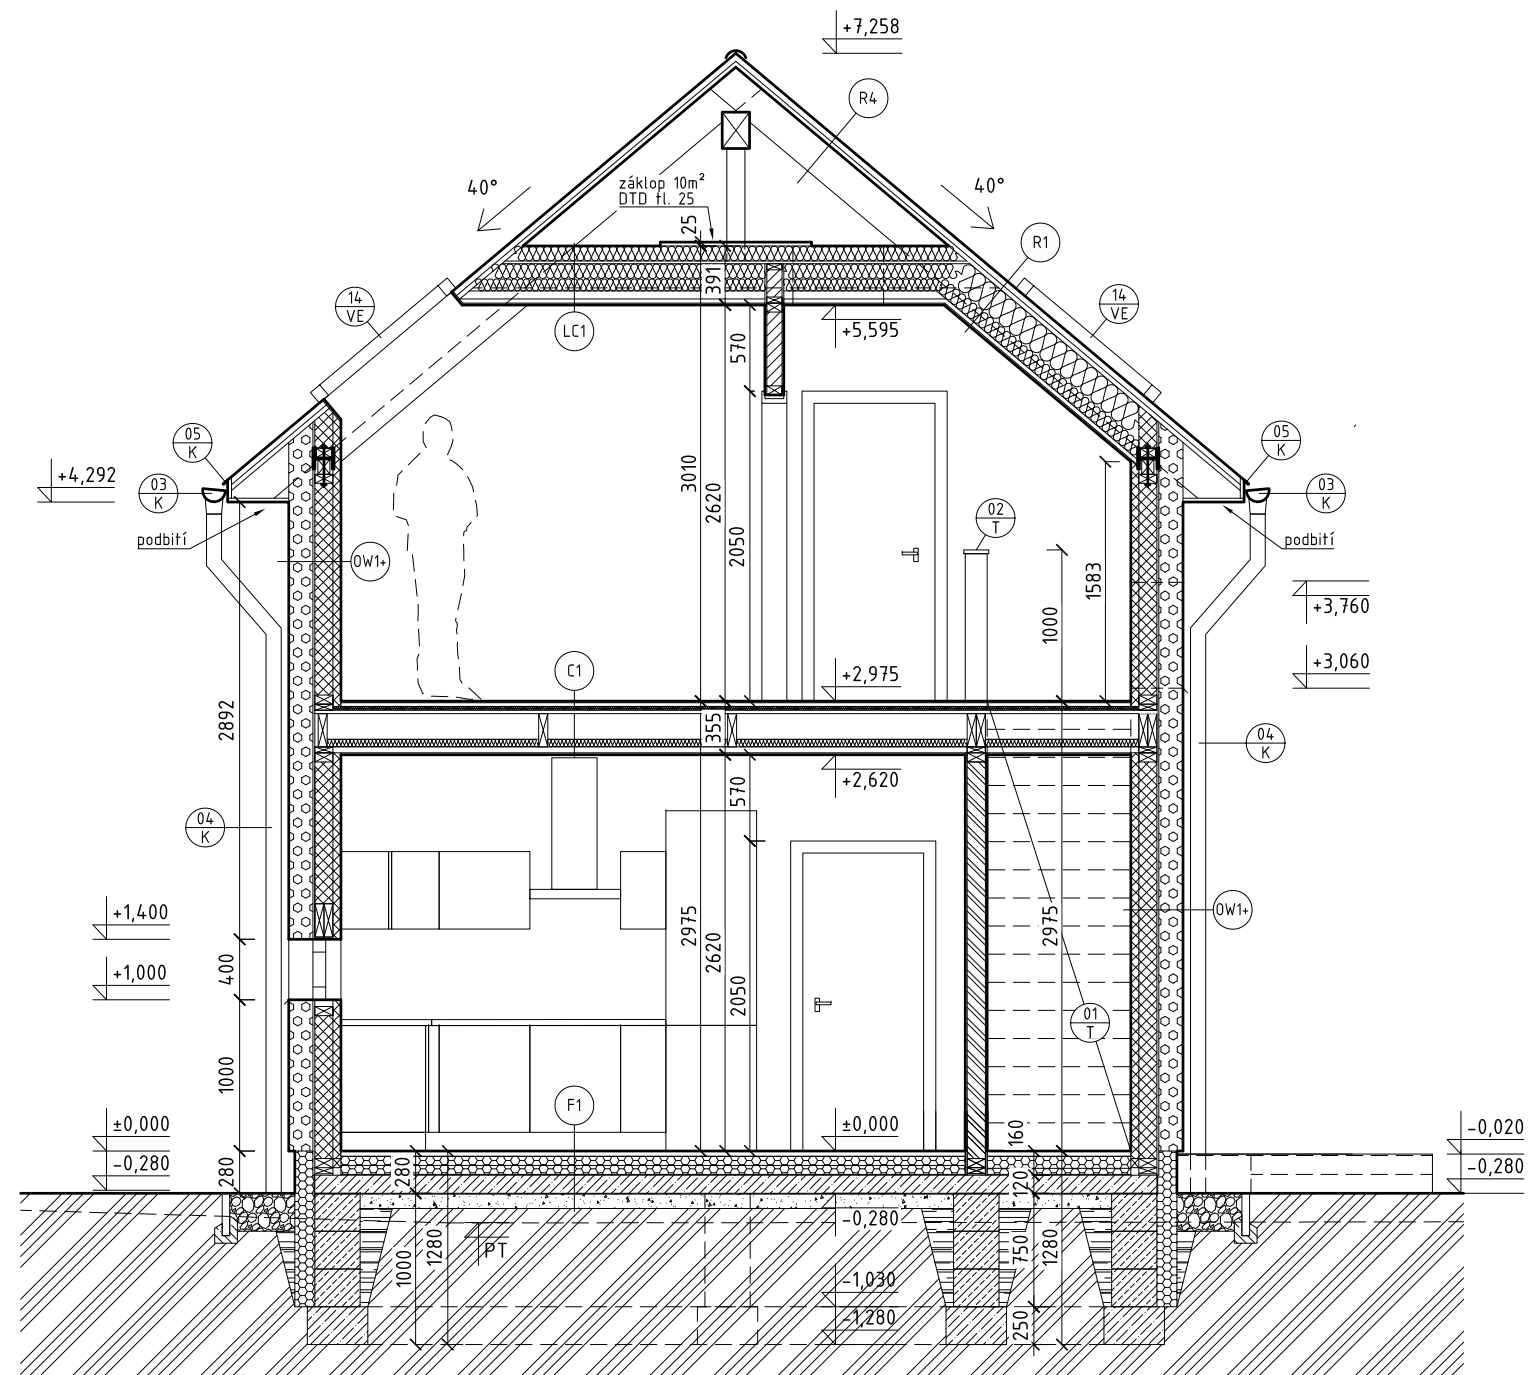 +7,258
R4
40°
40°
záklop 10m²
DTD tl. 25
25
R1
391
14
VE
14
VE
LC1
+5,595
570
05
K
05
K
+4,292
03
K
03
K
3010
2620
2050
podbití
podbití
02
T
OW1+
1583
1000
+3,760
+3,060
C1
+2,975
2892
355
04
K
+2,620
570
04
K
+1,400
OW1+
2975
2620
2050
2975
400
+1,000
01
T
1000
F1
±0,000
±0,000
160
-0,020
-0,280
280
280
120
-0,280
-0,280
PT
1000
1280
750
1280
-1,030
-1,280
250